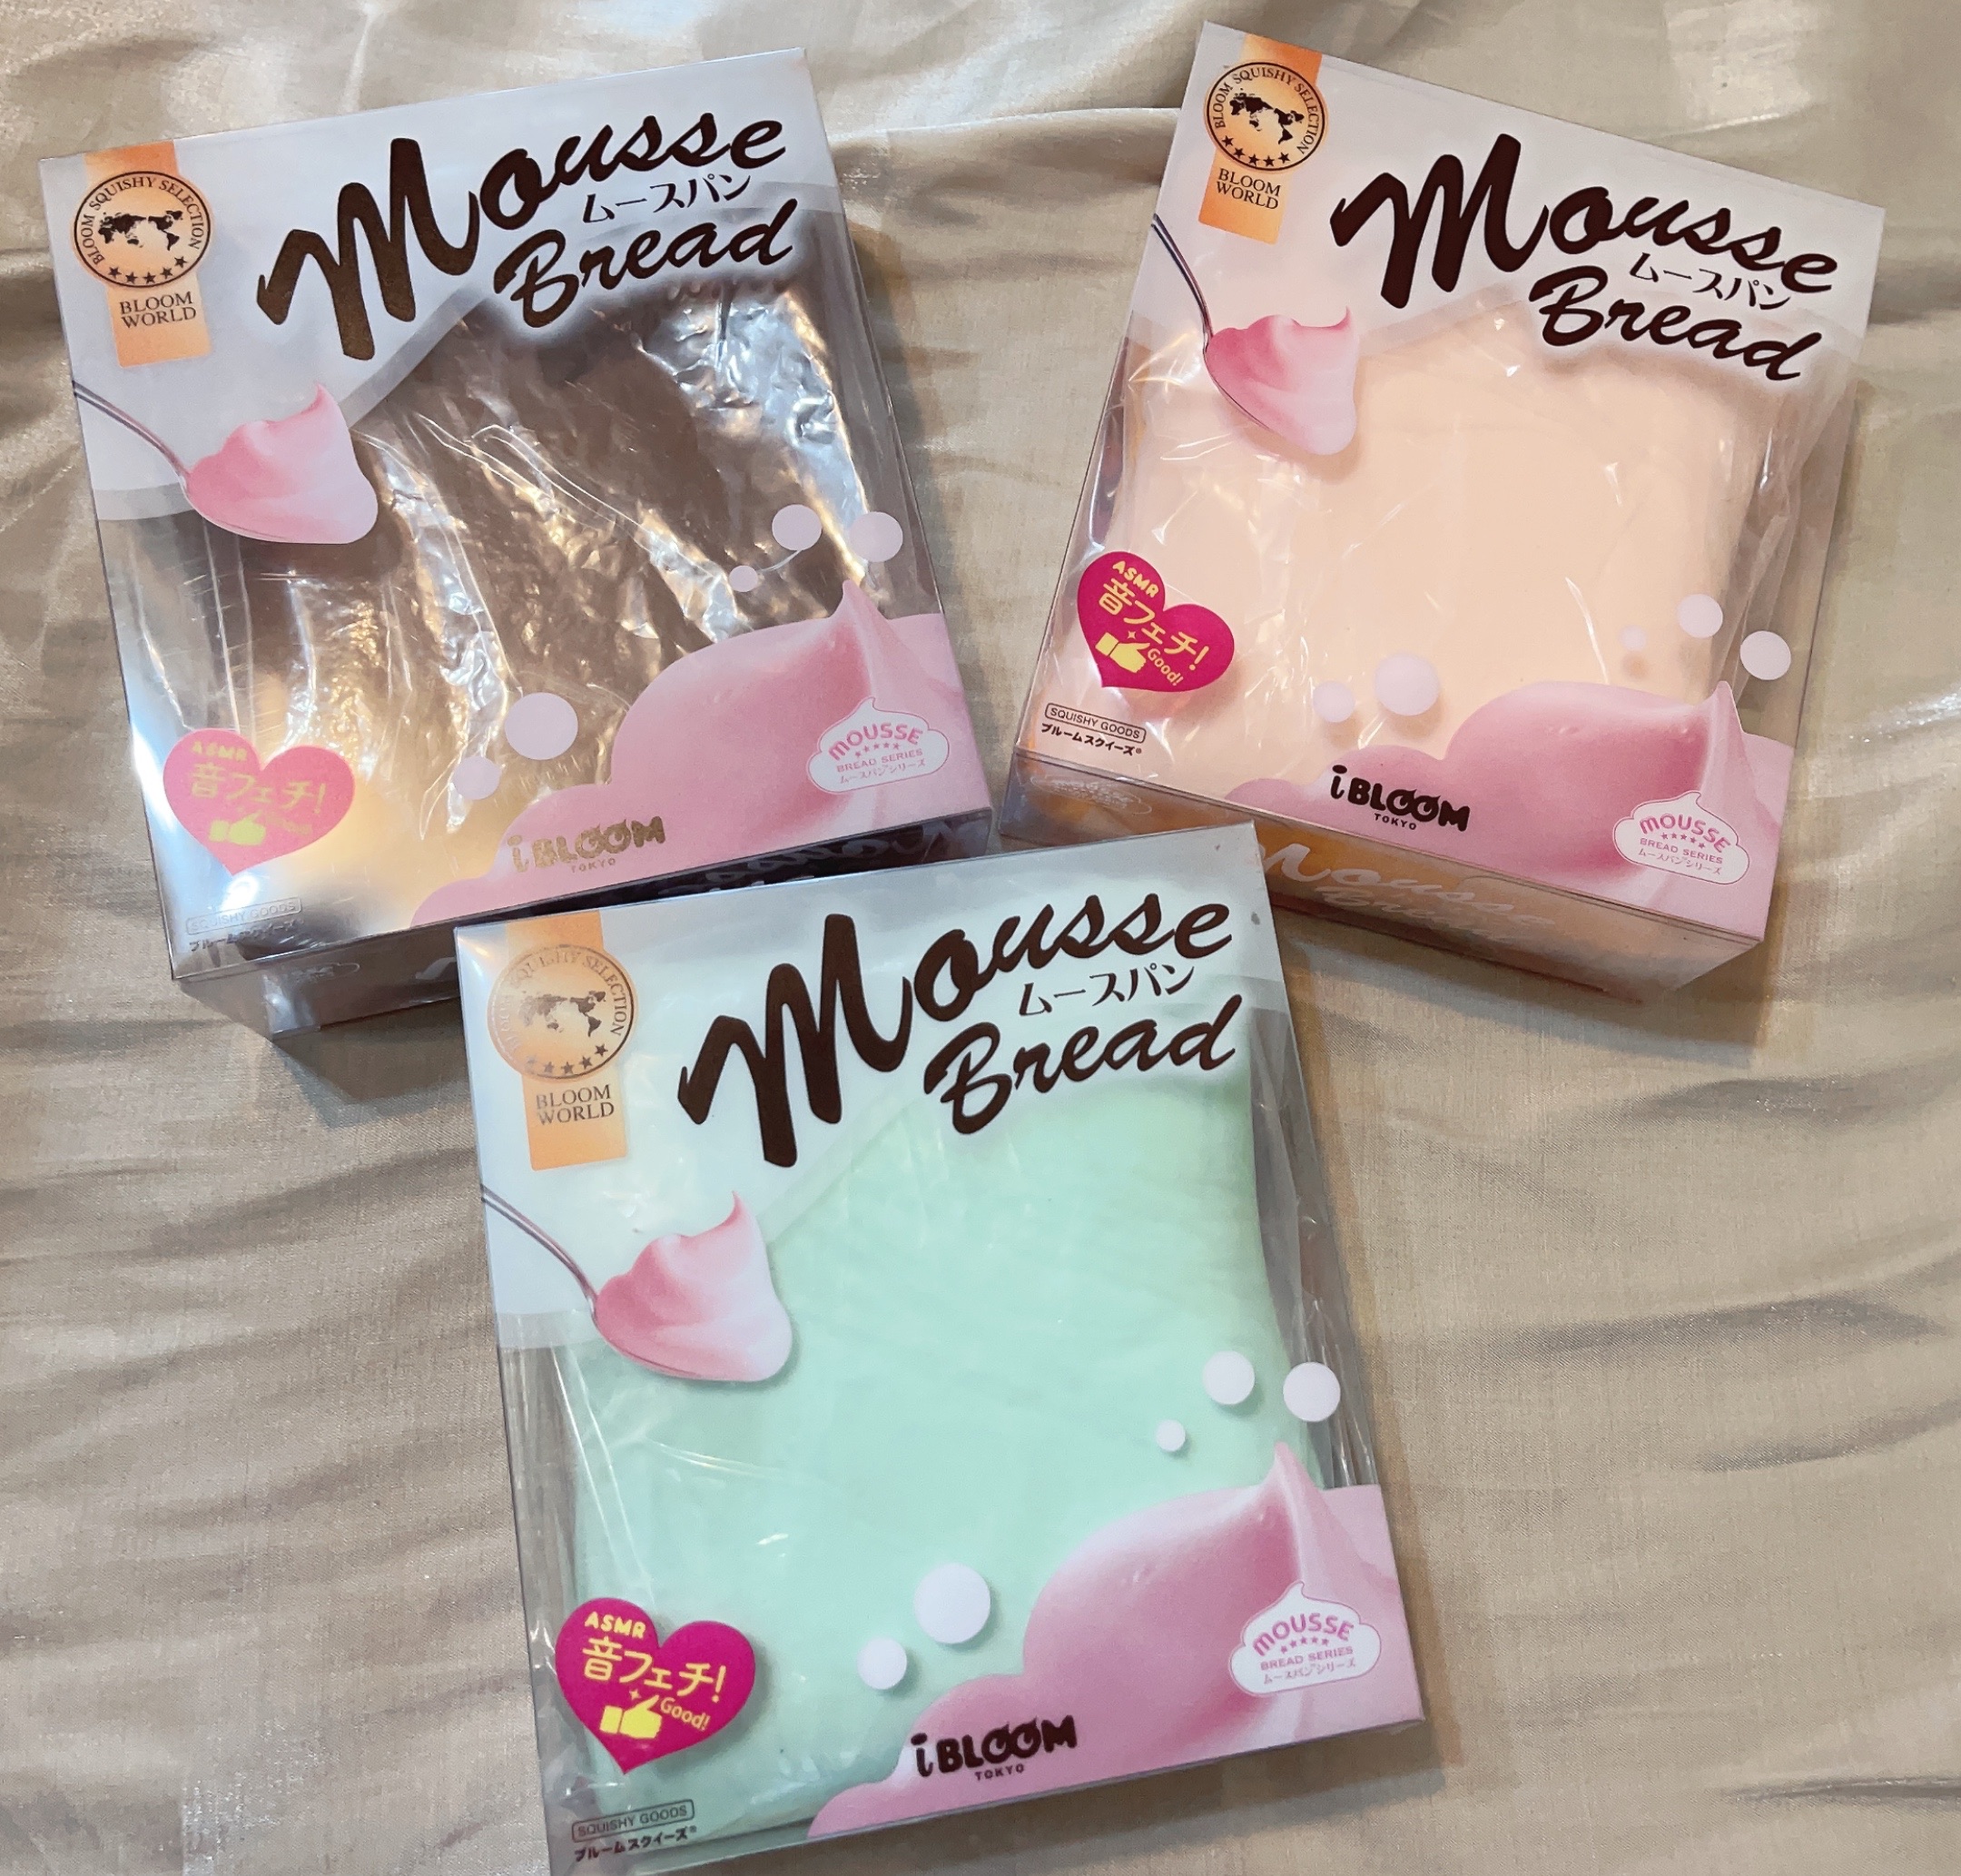 BLOOM SQUISHY SELECTION
BLOOM
WORLD
Mousse
ムースパン
Bread
ASMR
音フェチ!
Good!
SQUISHY GOODS
ブルームスクイーズ
iBLOOM
TOKYO
MOUSSE
BREAD SERIES
ムースパンシリーズ
BLOOM SQUISHY SELECTION
BLOOM
WORLD
Mousse
ムースパン
Bread
ASMR
音フェチ!
Good!
SQUISHY GOODS
ブルームスクイーズ®
iBLOOM
TOKYO
MOUSSE
BREAD SERIES
ムースパンシリーズ
Mousse
SQUISHY SELECTION
BLOOM
WORLD
Mousse
ムースパン
Bread
ASMR
音フェチ!
Good!
SQUISHY GOODS
ブルームスクイーズ®
iBLOOM
TOKYO
MOUSSE
BREAD SERIES
ムースパンシリーズ